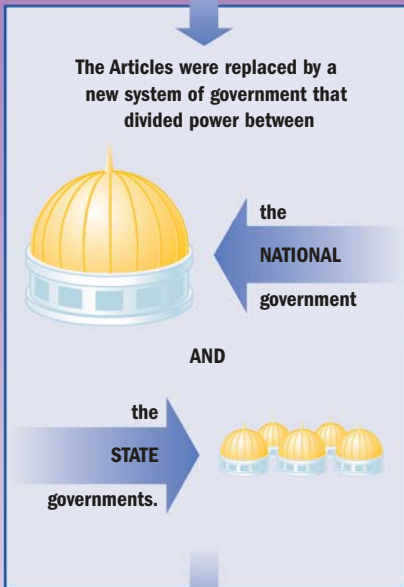 The Articles were replaced by a
new system of government that
divided power between
the
NATIONAL
government
AND
the
STATE
governments.